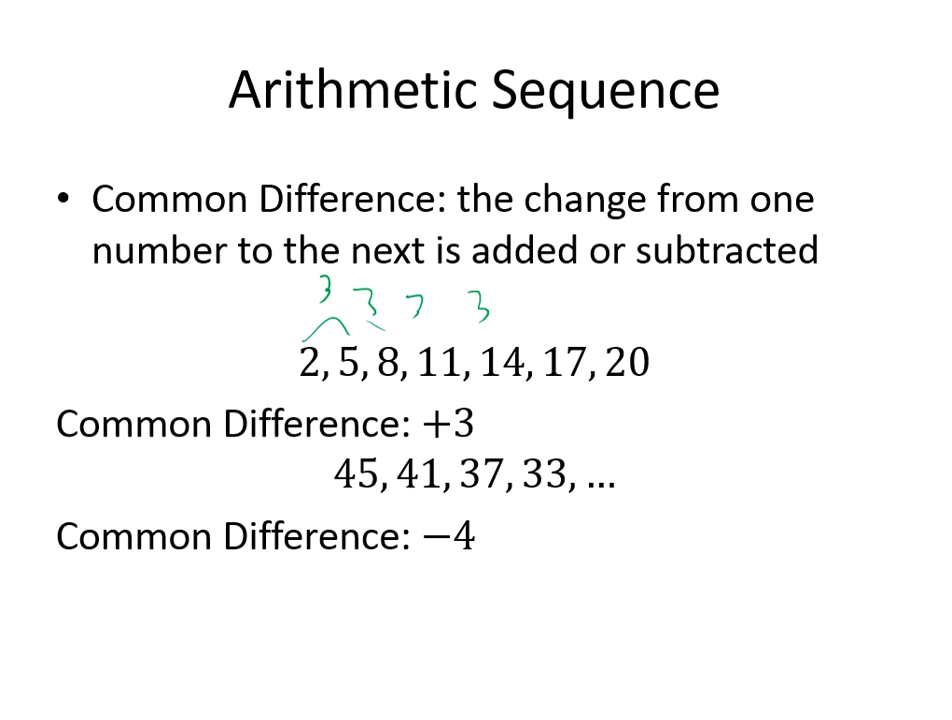 Arithmetic Sequence
• Common Difference: the change from one
number to the next is added or subtracted
3 3 3
2, 5, 8, 11, 14, 17, 20
Common Difference: +3
45, 41, 37, 33, …
Common Difference: −4